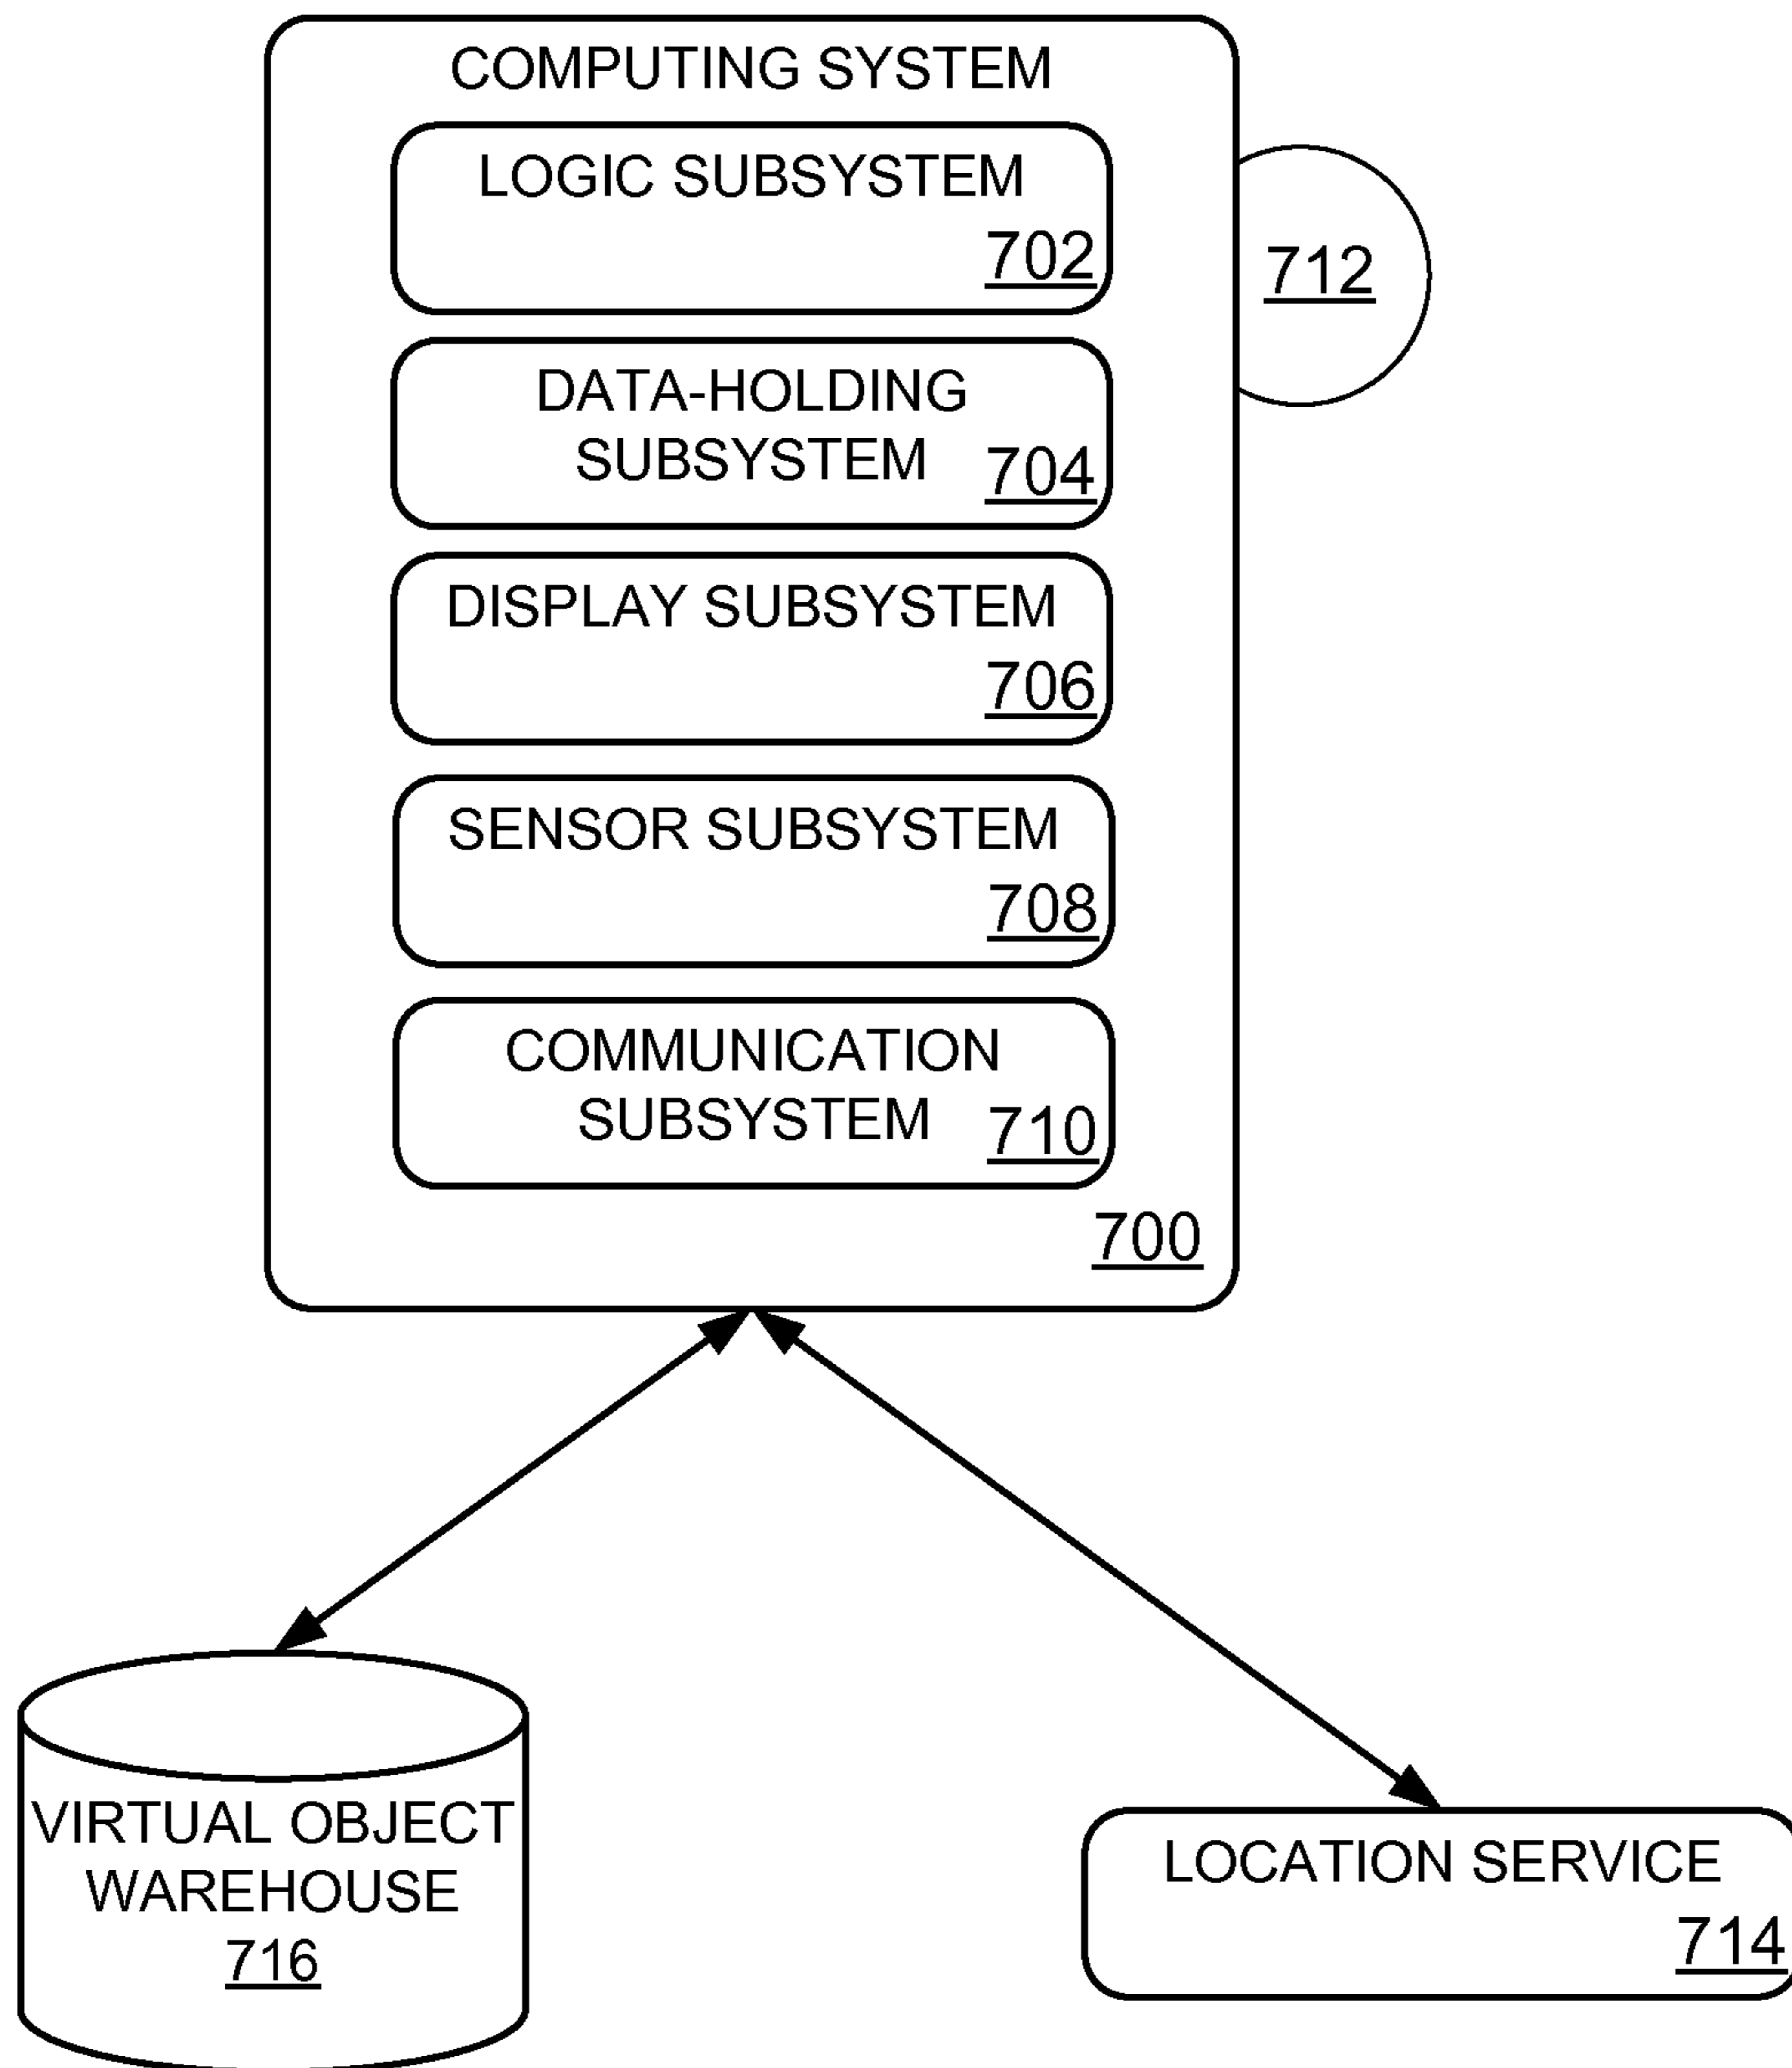 COMPUTING SYSTEM
LOGIC SUBSYSTEM
702
712
DATA-HOLDING
SUBSYSTEM
704
DISPLAY SUBSYSTEM
706
SENSOR SUBSYSTEM
708
COMMUNICATION
SUBSYSTEM
710
700
VIRTUAL OBJECT
WAREHOUSE
716
LOCATION SERVICE
714